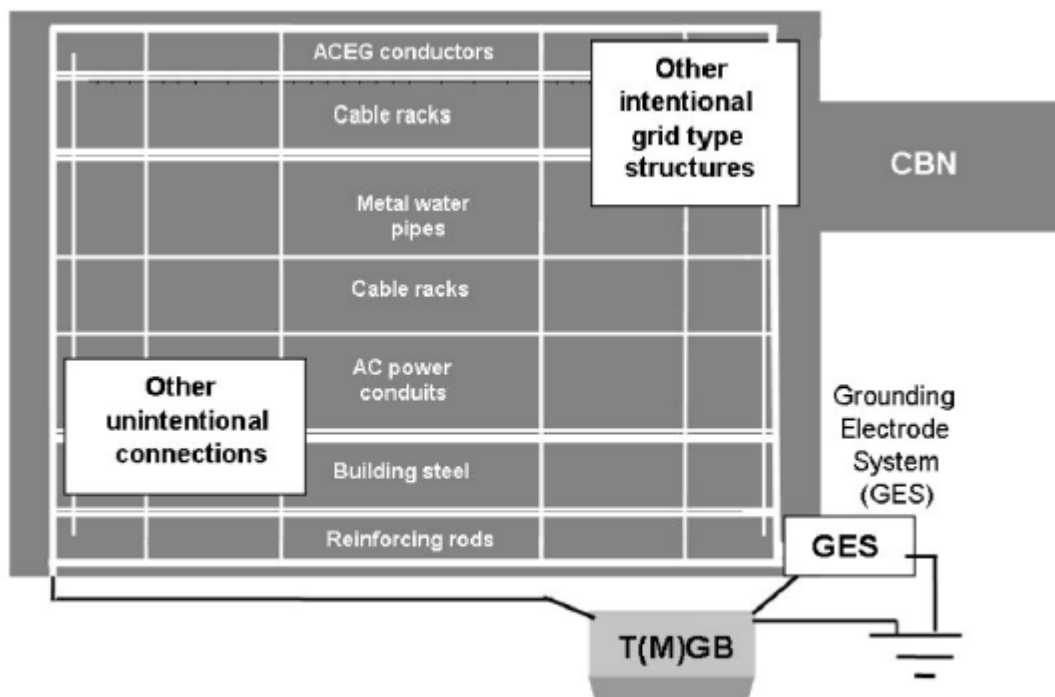 ACEG conductors
Cable racks
Other
intentional
grid type
structures
CBN
Metal water
pipes
Cable racks
AC power
conduits
Other
unintentional
connections
Grounding
Electrode
System
(GES)
Building steel
Reinforcing rods
GES
T(M)GB